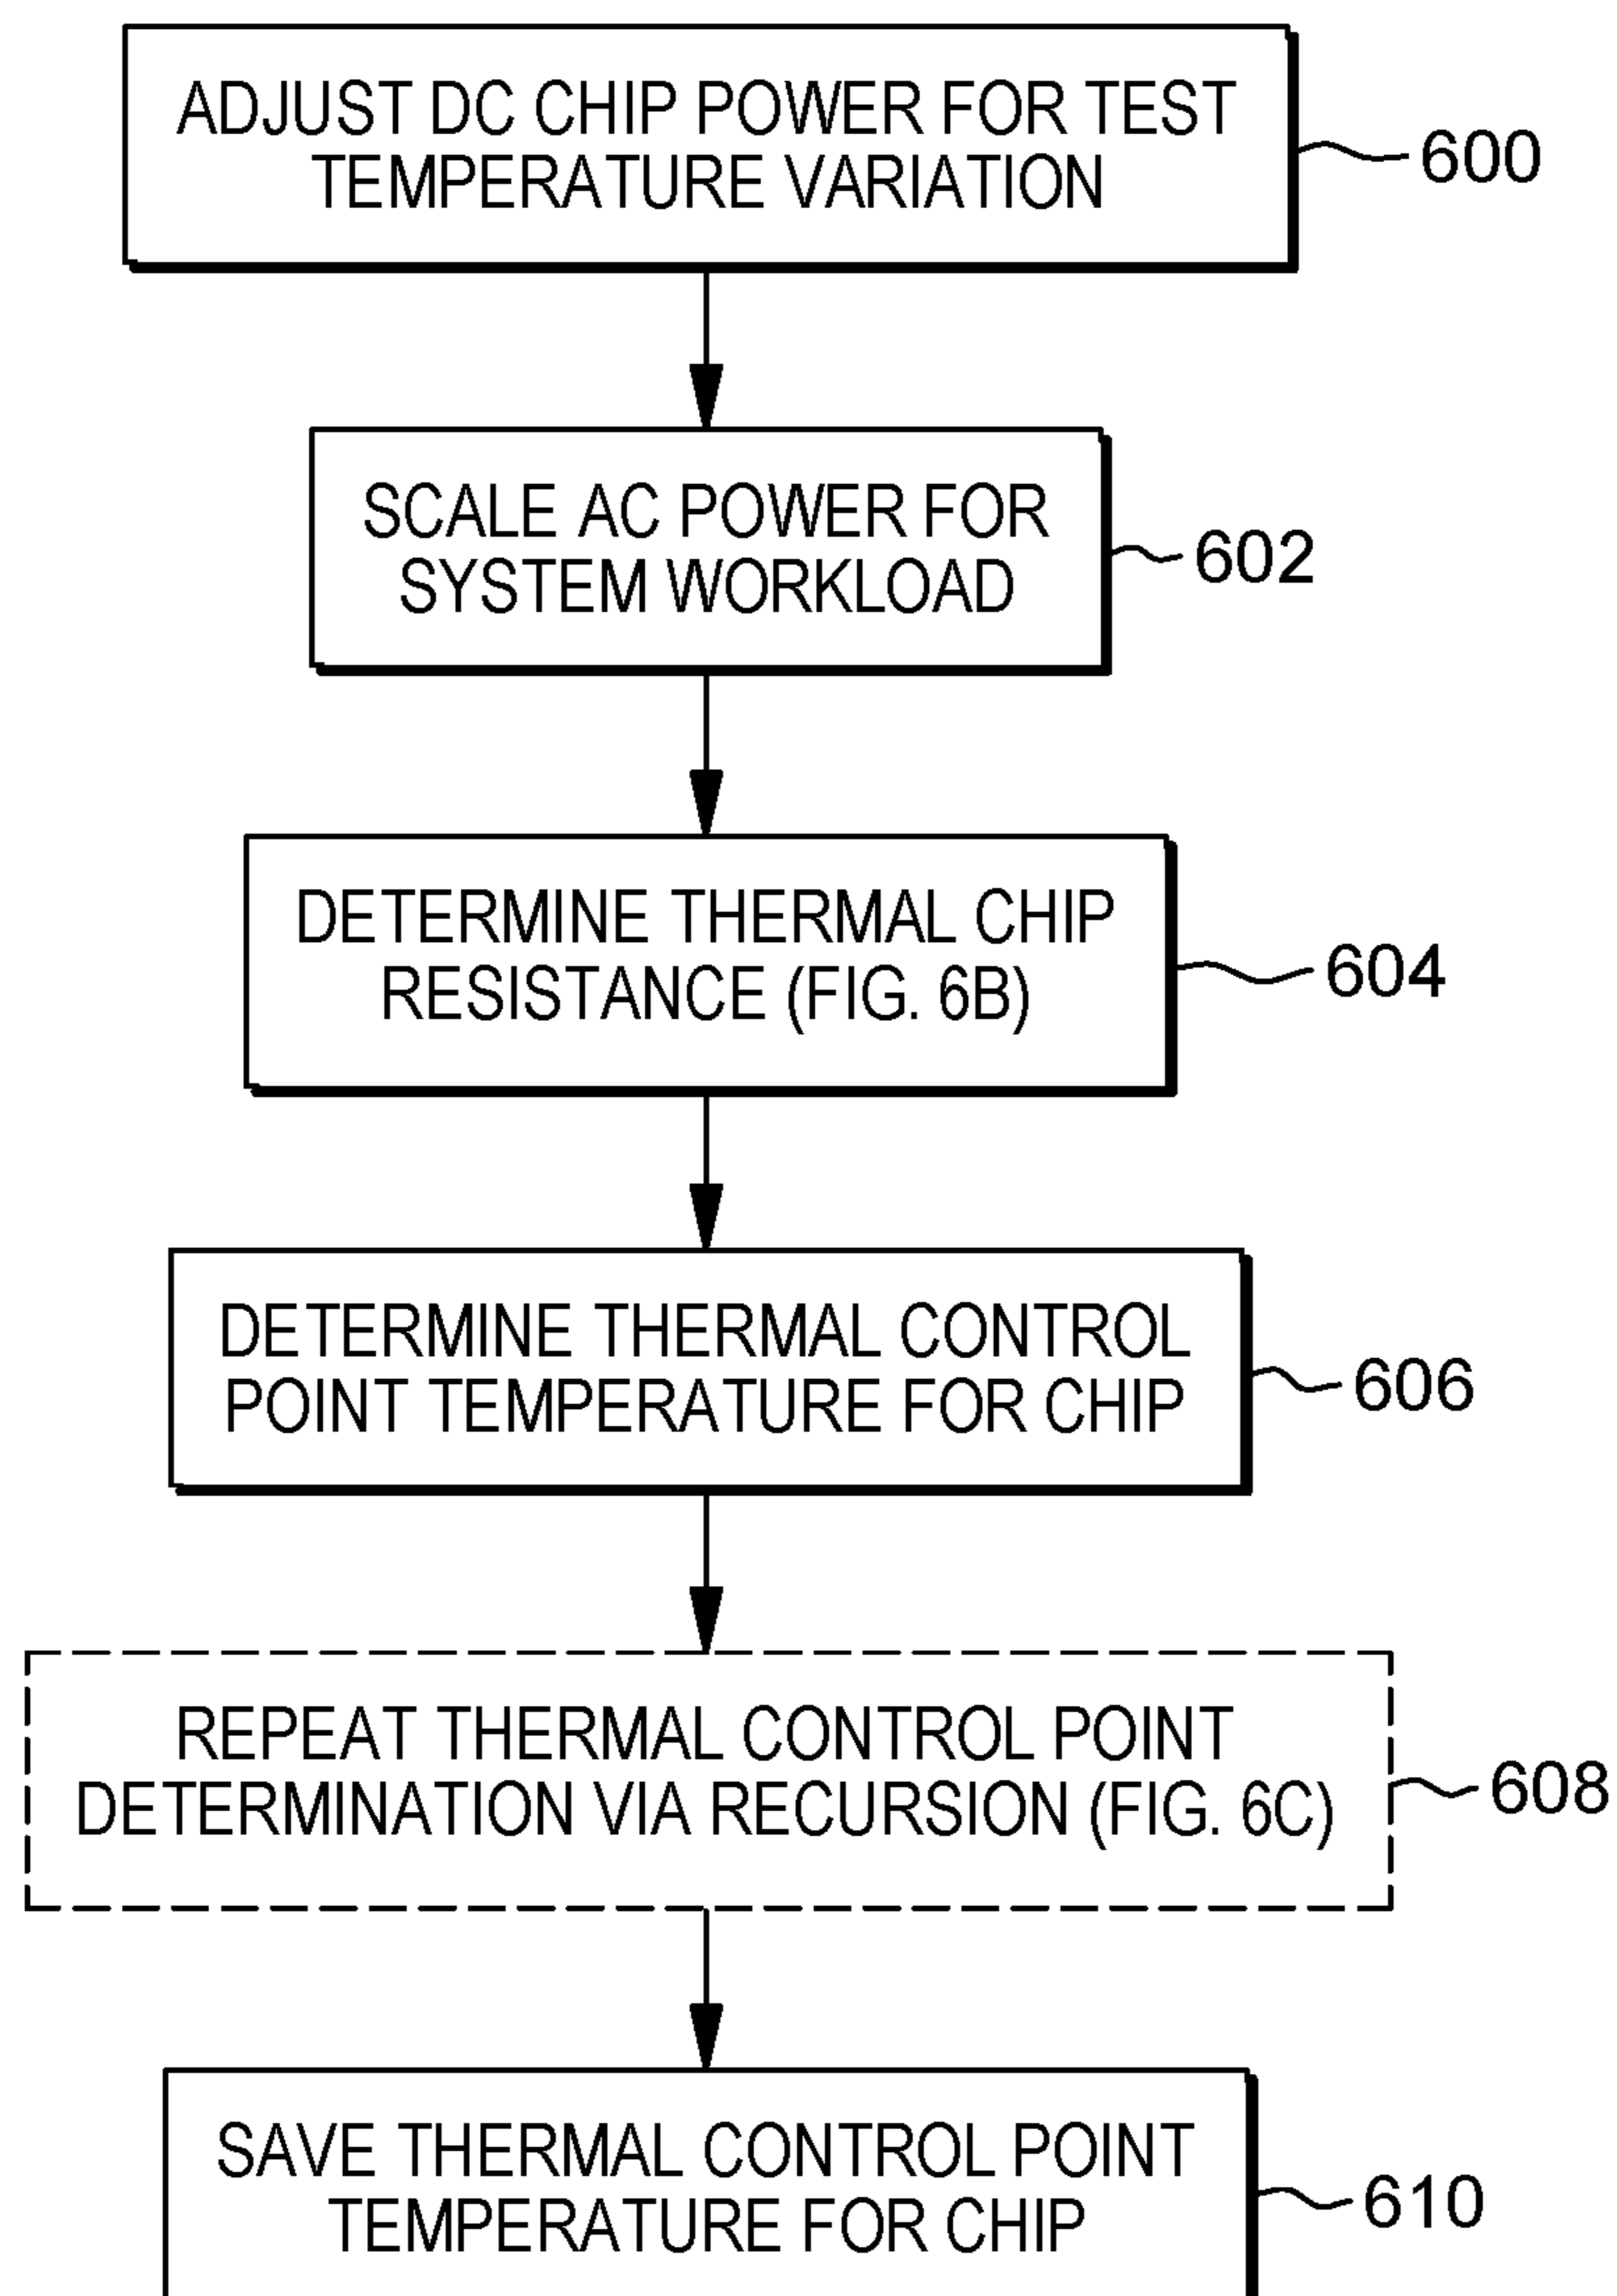 ADJUST DC CHIP POWER FOR TEST
TEMPERATURE VARIATION
600
SCALE AC POWER FOR
SYSTEM WORKLOAD
602
DETERMINE THERMAL CHIP
RESISTANCE (FIG. 6B)
604
DETERMINE THERMAL CONTROL
POINT TEMPERATURE FOR CHIP
606
REPEAT THERMAL CONTROL POINT
DETERMINATION VIA RECURSION (FIG. 6C)
608
SAVE THERMAL CONTROL POINT
TEMPERATURE FOR CHIP
610